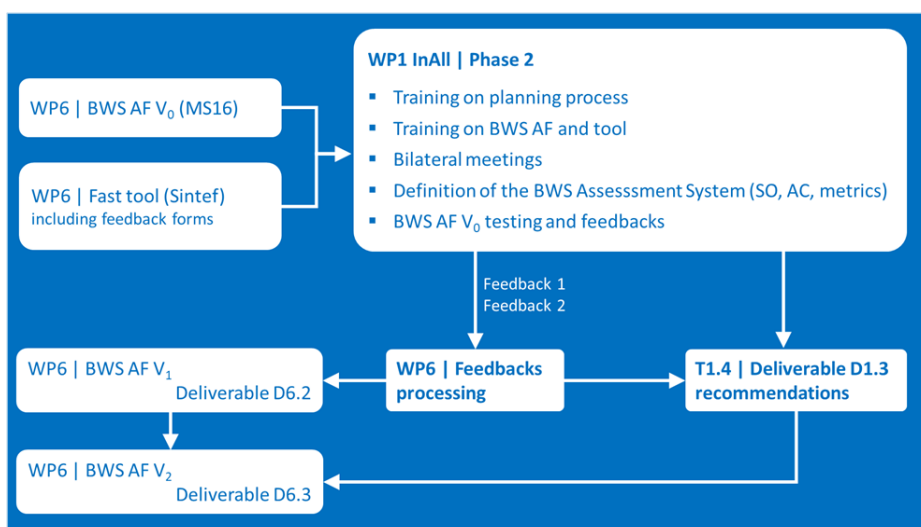 WP1 InAll | Phase 2
▪ Training on planning process
▪ Training on BWS AF and tool
▪ Bilateral meetings
▪ Definition of the BWS Assesssment System (SO, AC, metrics)
▪ BWS AF V₀ testing and feedbacks
WP6 | BWS AF V₀ (MS16)
WP6 | Fast tool (Sintef)
including feedback forms
Feedback 1
Feedback 2
WP6 | Feedbacks
processing
T1.4 | Deliverable D1.3
recommendations
WP6 | BWS AF V₁
Deliverable D6.2
WP6 | BWS AF V₂
Deliverable D6.3